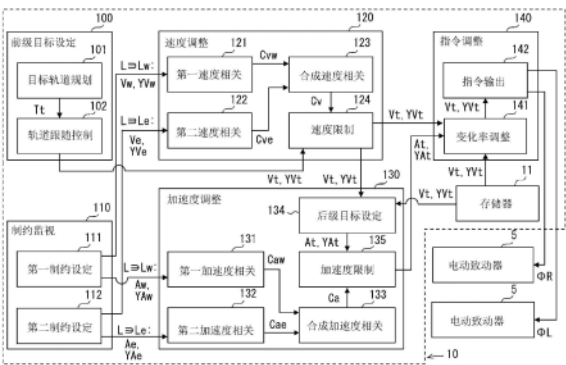 100
前级目标设定
101
目标轨道规划
Tt
102
轨道跟随控制
110
制约监视
111
第一制约设定
112
第二制约设定
L∋Lw:
Vw, YVw
L∋Le:
Ve,
YVe
L∋Lw:
Aw,
YAw
L∋Le:
Ae,
YAe
120
速度调整
121
第一速度相关
Cvw
122
第二速度相关
Cve
123
合成速度相关
Cv
124
速度限制
Vt, YVt
Vt, YVt
Vt, YVt
130
加速度调整
131
第一加速度相关
Caw
132
第二加速度相关
Cae
133
合成加速度相关
Ca
134
后级目标设定
At, YAt
135
加速度限制
At,
YAt
140
指令调整
142
指令输出
Vt, YVt
141
变化率调整
Vt, YVt
11
存储器
Vt, YVt
5
电动致动器
ΦR
5
电动致动器
ΦL
10